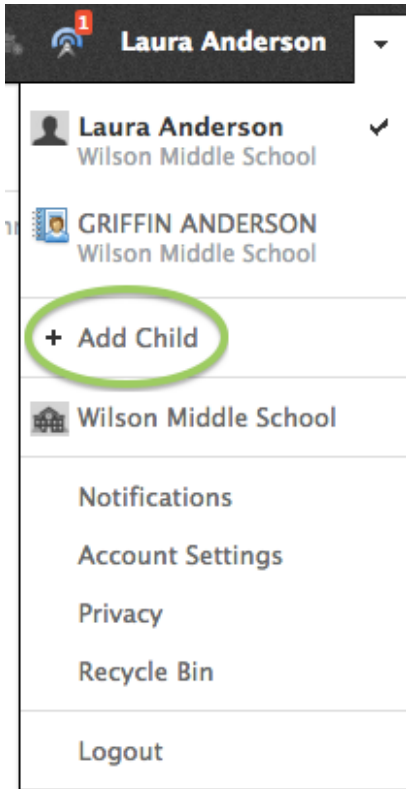 1
Laura Anderson
Laura Anderson
Wilson Middle School
GRIFFIN ANDERSON
Wilson Middle School
+ Add Child
Wilson Middle School
Notifications
Account Settings
Privacy
Recycle Bin
Logout